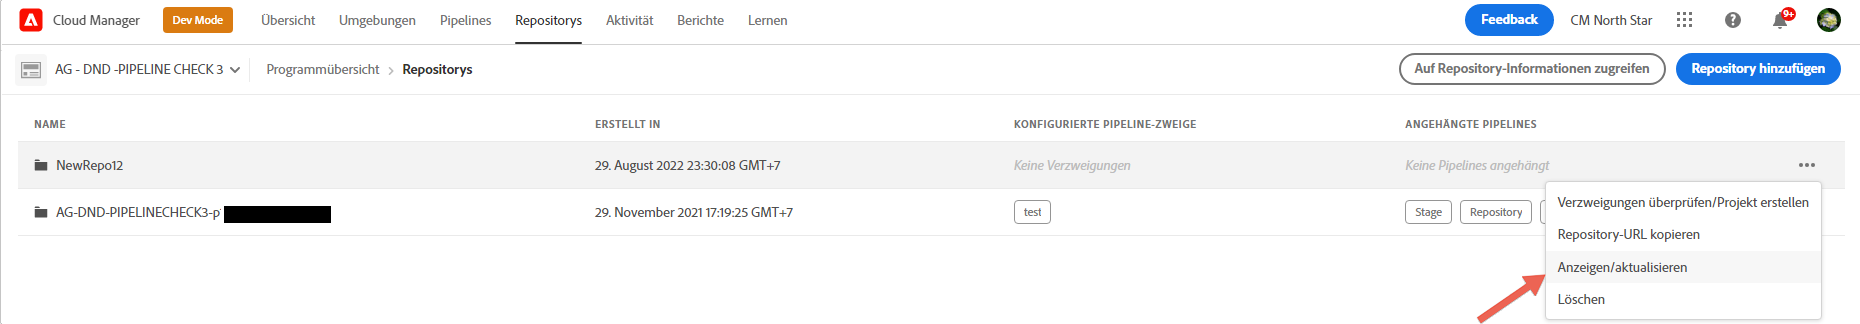 Cloud Manager Dev Mode Übersicht Umgebungen Pipelines Repositorys Aktivität Berichte Lernen Feedback CM North Star 9+
AG - DND -PIPELINE CHECK 3 Programmübersicht > Repositorys Auf Repository-Informationen zugreifen Repository hinzufügen
NAME ERSTELLT IN KONFIGURIERTE PIPELINE-ZWEIGE ANGEHÄNGTE PIPELINES
NewRepo12 29. August 2022 23:30:08 GMT+7 Keine Verzweigungen Keine Pipelines angehängt
AG-DND-PIPELINECHECK3-p 29. November 2021 17:19:25 GMT+7 test Stage Repository
Verzweigungen überprüfen/Projekt erstellen
Repository-URL kopieren
Anzeigen/aktualisieren
Löschen